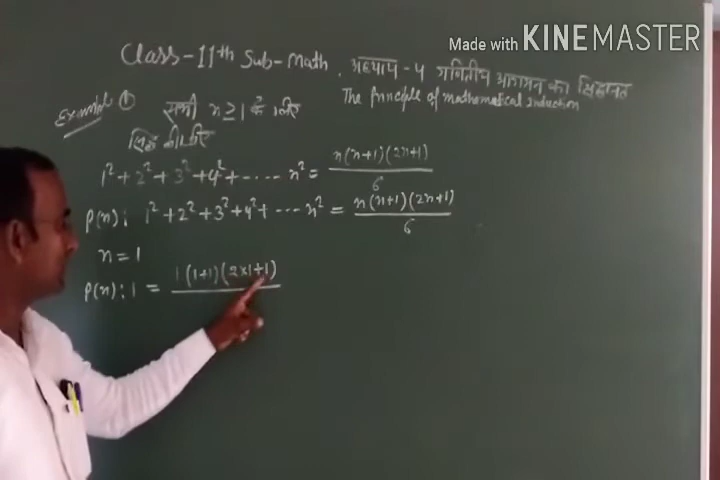 Made with KINEMASTER
Class-11th Sub-Math. अध्याय-4 गणितीय आगमन का सिद्धान्त
The Principle of mathematical induction
Example ① सभी n ≥ 1 के लिए
सिद्ध कीजिए
1² + 2² + 3² + 4² + ----- n² = n(n+1)(2n+1)/6
P(n): 1² + 2² + 3² + 4² + --- n² = n(n+1)(2n+1)/6
n = 1
P(n): 1 = 1(1+1)(2×1+1)